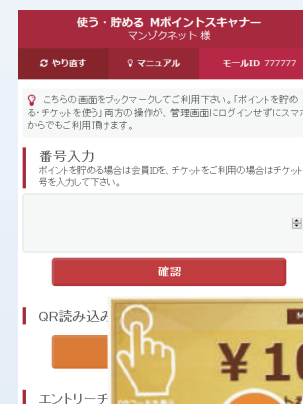 使う・貯める Mポイントスキャナー
マンゾクネット 様
やり直す マニュアル モールID 777777
こちらの画面をブックマークしてご利用下さい。「ポイントを貯め
る・チケットを使う」両方の操作が、管理画面にログインせずにスマホ
からでもご利用頂けます。
番号入力
ポイントを貯める場合は会員IDを、チケットをご利用の場合はチケット
号を入力して下さい。
確認
QR読み込み
M
¥10
エントリーチ